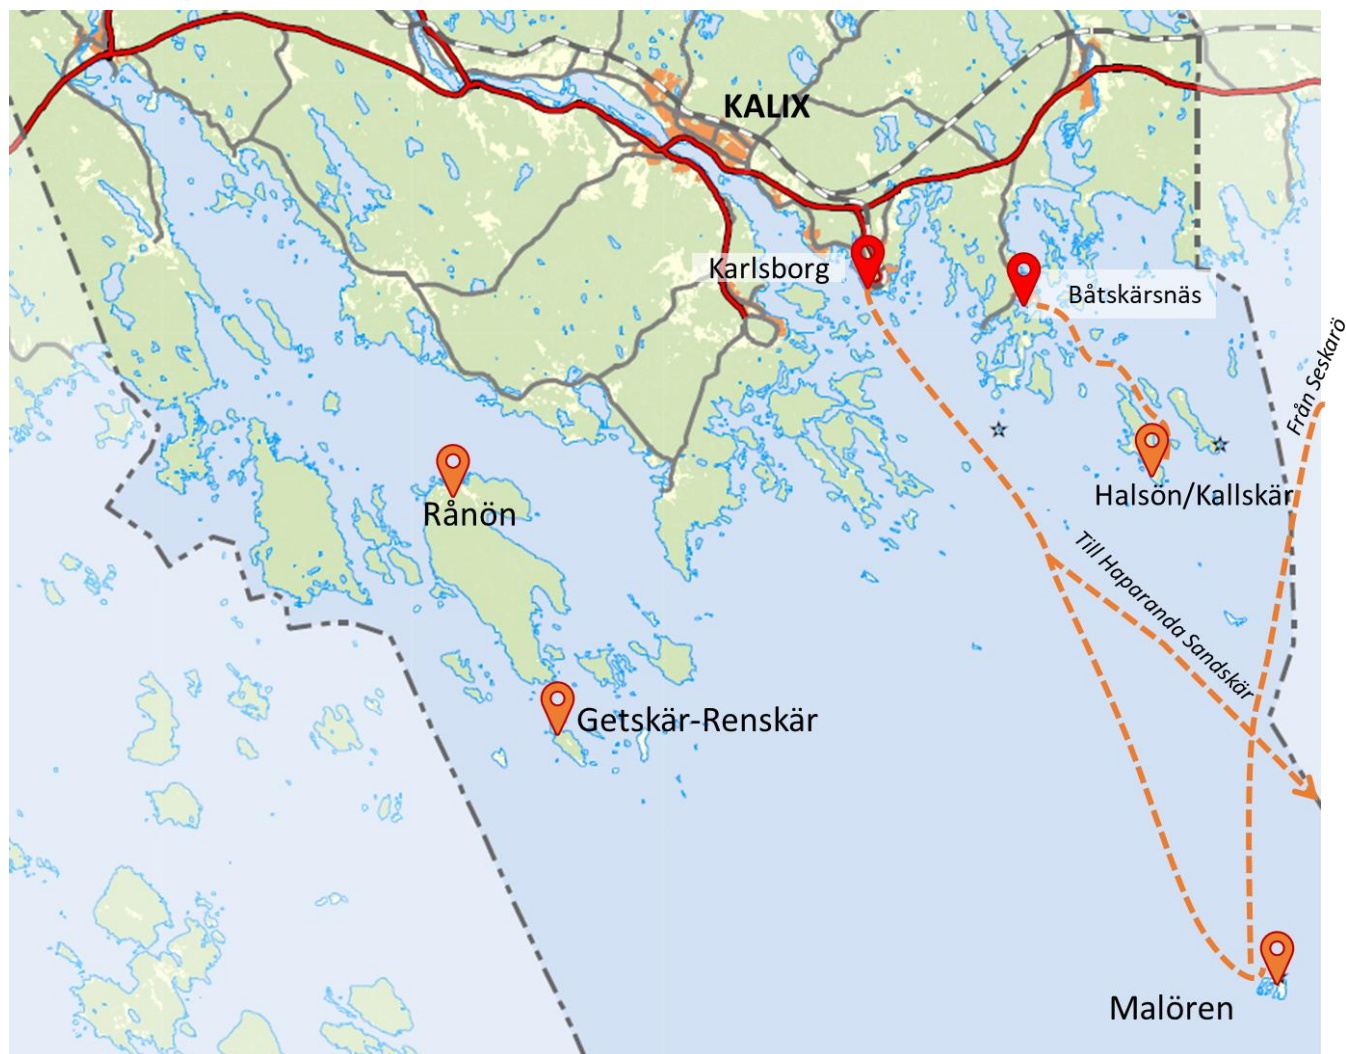 KALIX
Karlsborg
Båtskärsnäs
Från Seskarö
Rånön
Halsön/Kallskär
Till Haparanda Sandskär
Getskär-Renskär
Malören